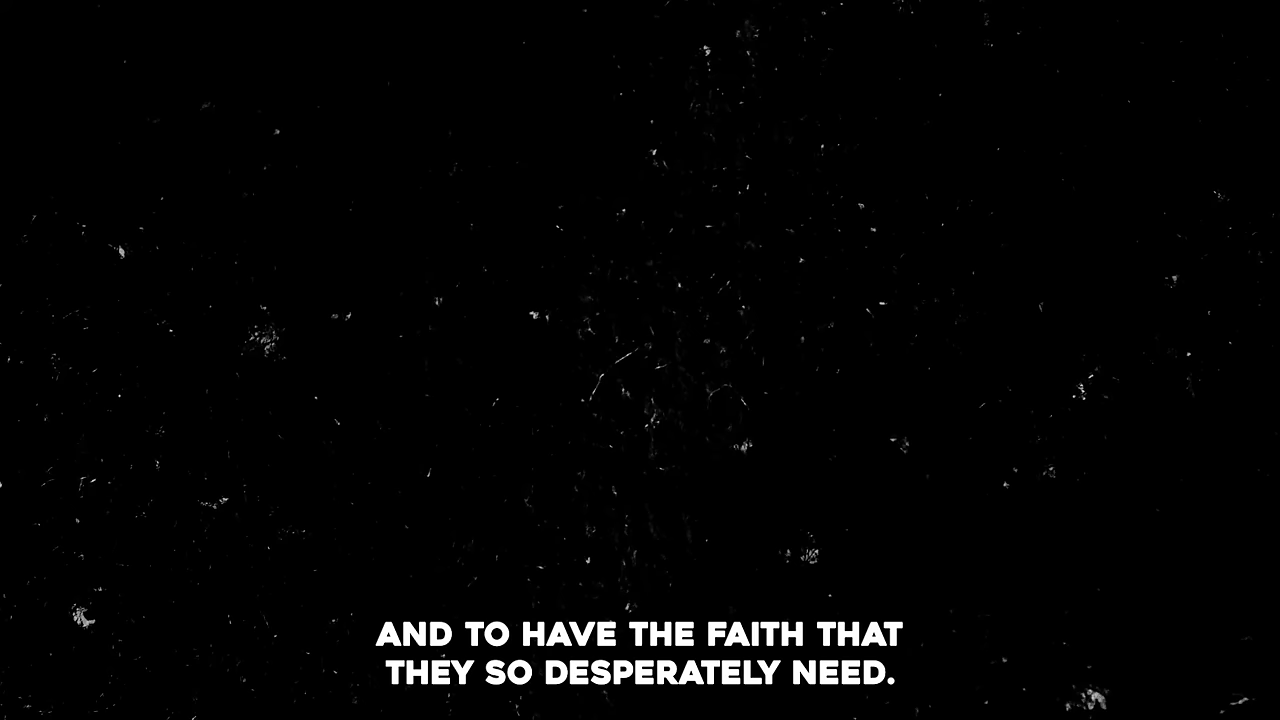 AND TO HAVE THE FAITH THAT
THEY SO DESPERATELY NEED.